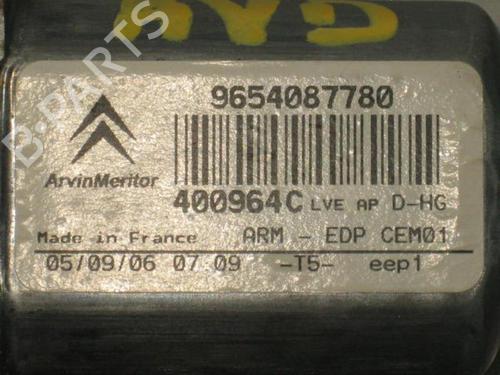 B-PARTS
9654087780
ArvinMeritor
400964C LVE AP D-HG
Made in France ARM - EDP CEM01
05/09/06 07.09 -T5- eep1